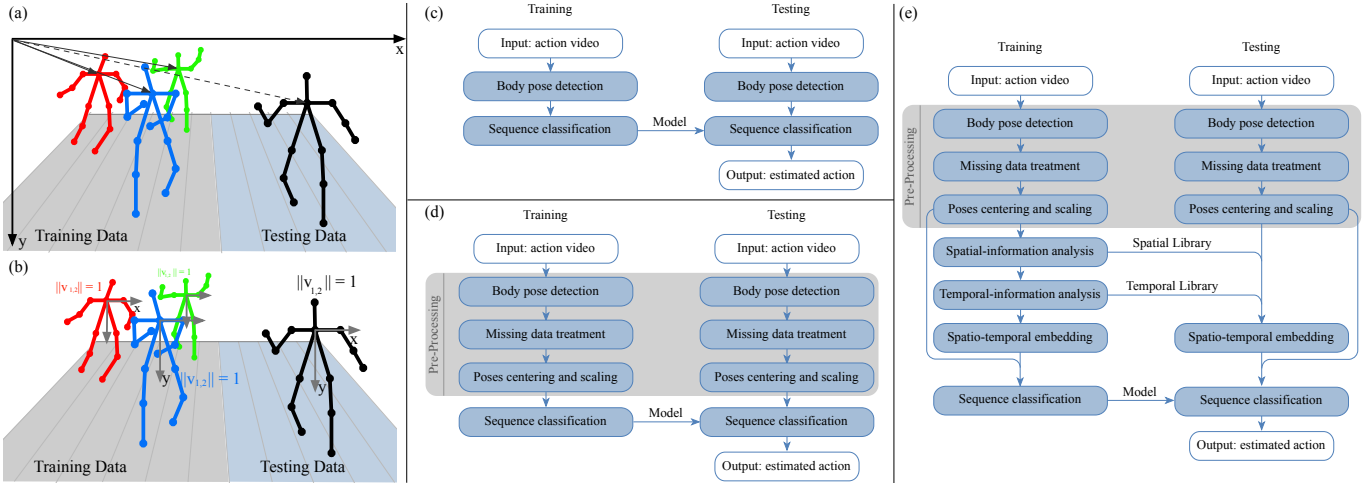 (a)
x
y
Training Data
Testing Data
(b)
||v1,2|| = 1
||v1,2|| = 1
||v1,2|| = 1
x
x
y
y
||v1,2|| = 1
Training Data
Testing Data
(c)
Training
Testing
Input: action video
Input: action video
Body pose detection
Body pose detection
Sequence classification
Model
Sequence classification
Output: estimated action
(d)
Training
Testing
Input: action video
Input: action video
Pre-Processing
Body pose detection
Body pose detection
Missing data treatment
Missing data treatment
Poses centering and scaling
Poses centering and scaling
Sequence classification
Model
Sequence classification
Output: estimated action
(e)
Training
Testing
Input: action video
Input: action video
Pre-Processing
Body pose detection
Body pose detection
Missing data treatment
Missing data treatment
Poses centering and scaling
Poses centering and scaling
Spatial-information analysis
Spatial Library
Temporal-information analysis
Temporal Library
Spatio-temporal embedding
Spatio-temporal embedding
Sequence classification
Model
Sequence classification
Output: estimated action